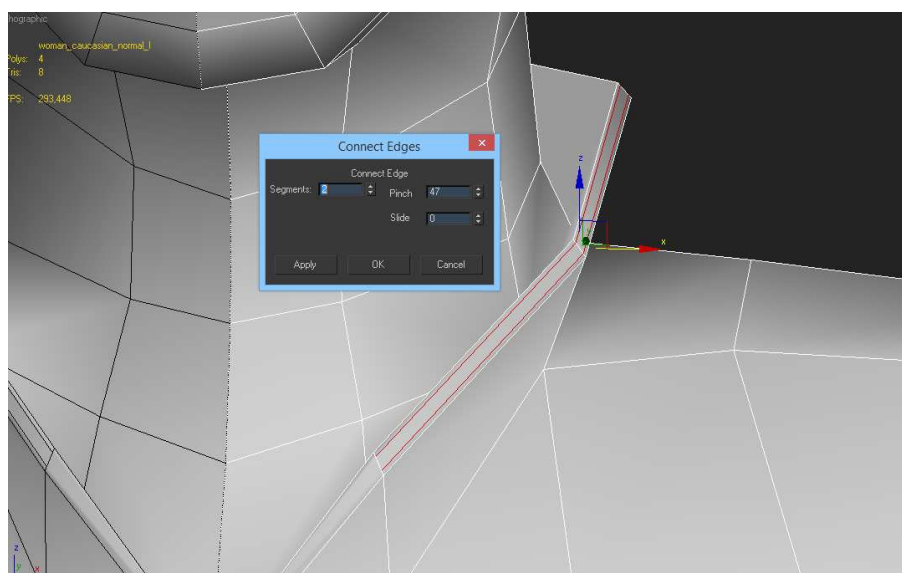 hographic
woman_caucasian_normal_l
Polys: 4
Tris: 8
FPS: 293,448
Connect Edges
Connect Edge
Segments: 2
Pinch 47
Slide 0
Apply OK Cancel
z
x
z
y
x